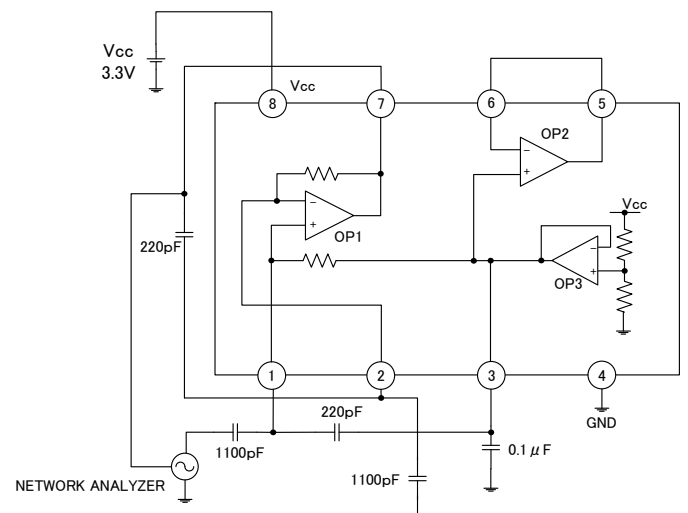 Vcc
3.3V
Vcc
8
7
6
5
OP2
−
+
220pF
−
+
OP1
Vcc
−
+
OP3
1
2
3
4
220pF
GND
1100pF
0.1μF
1100pF
NETWORK ANALYZER